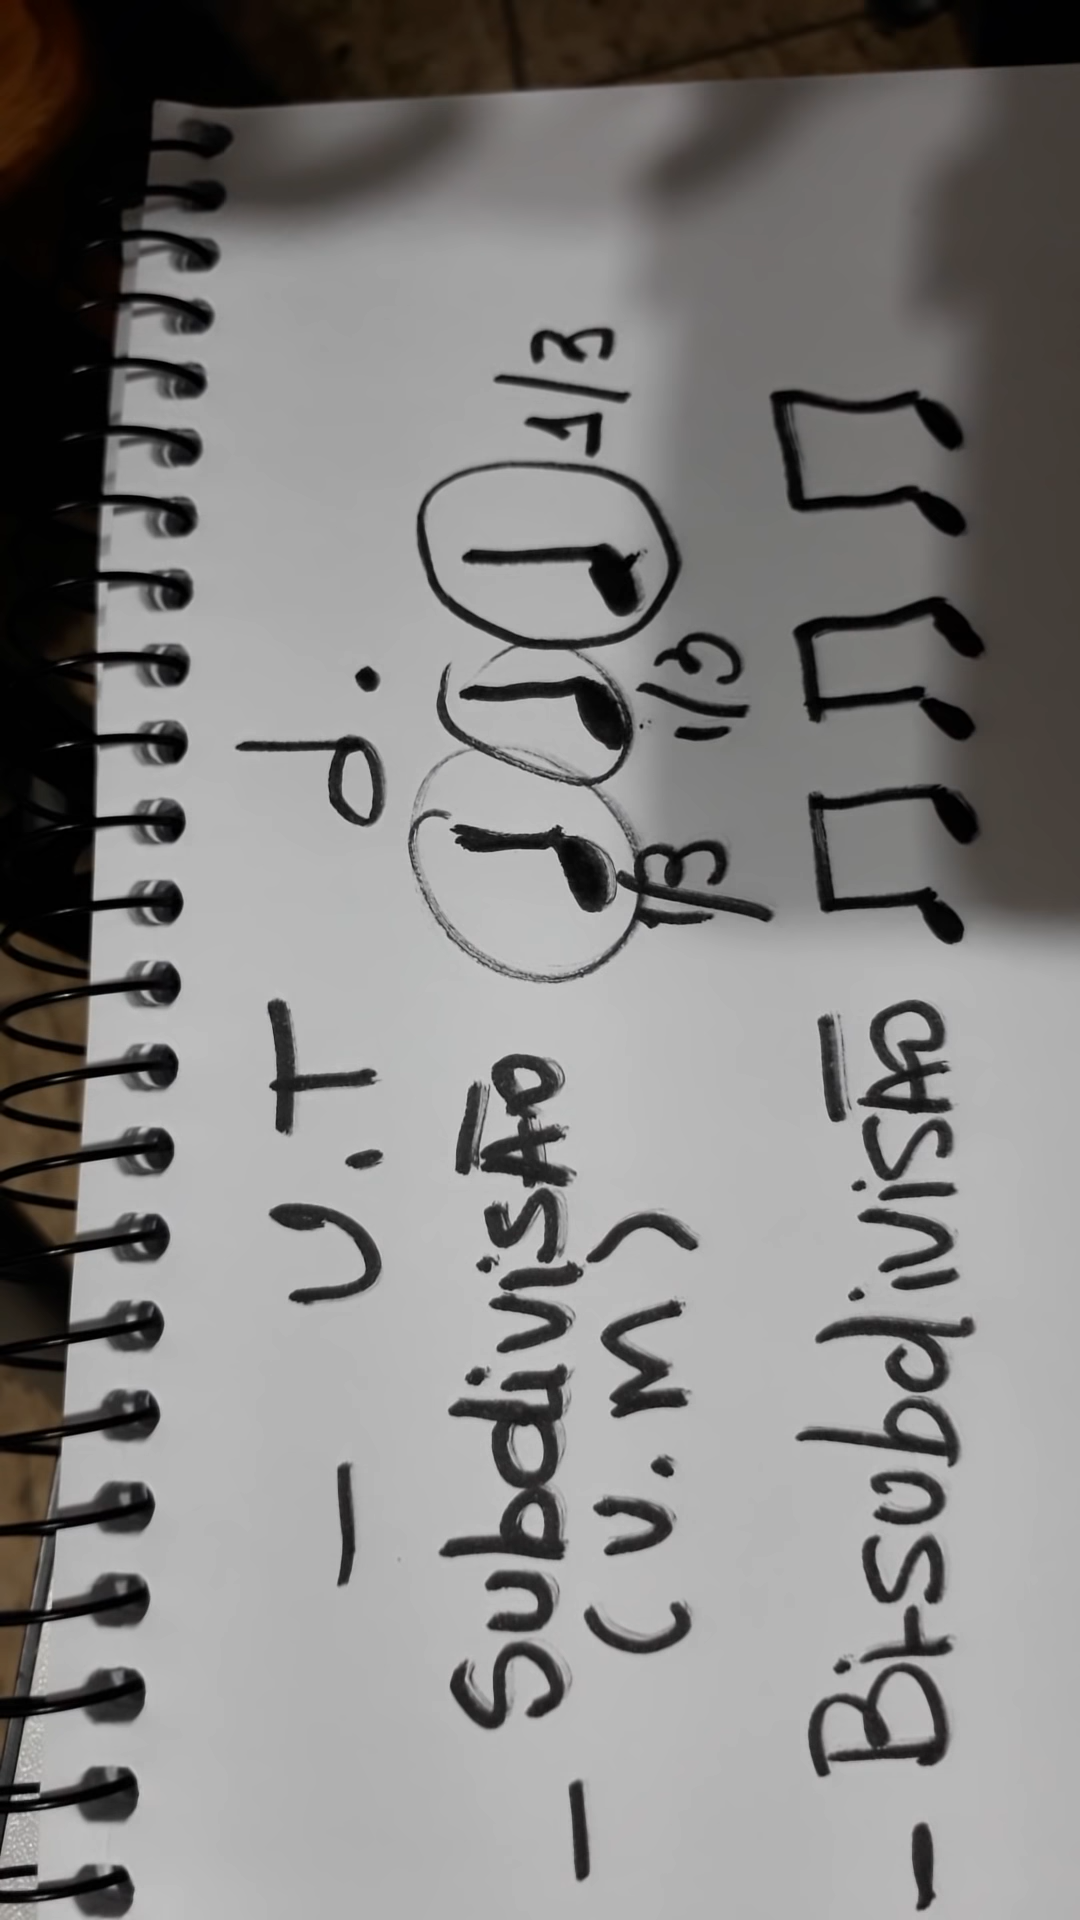 - U.T 𝅗𝅥.
- SubdiviSÃO ♩ ♩ ♩ 1/3
(U.M) 1/3 1/3
- Bi-SubdiviSÃO ♫ ♫ ♫